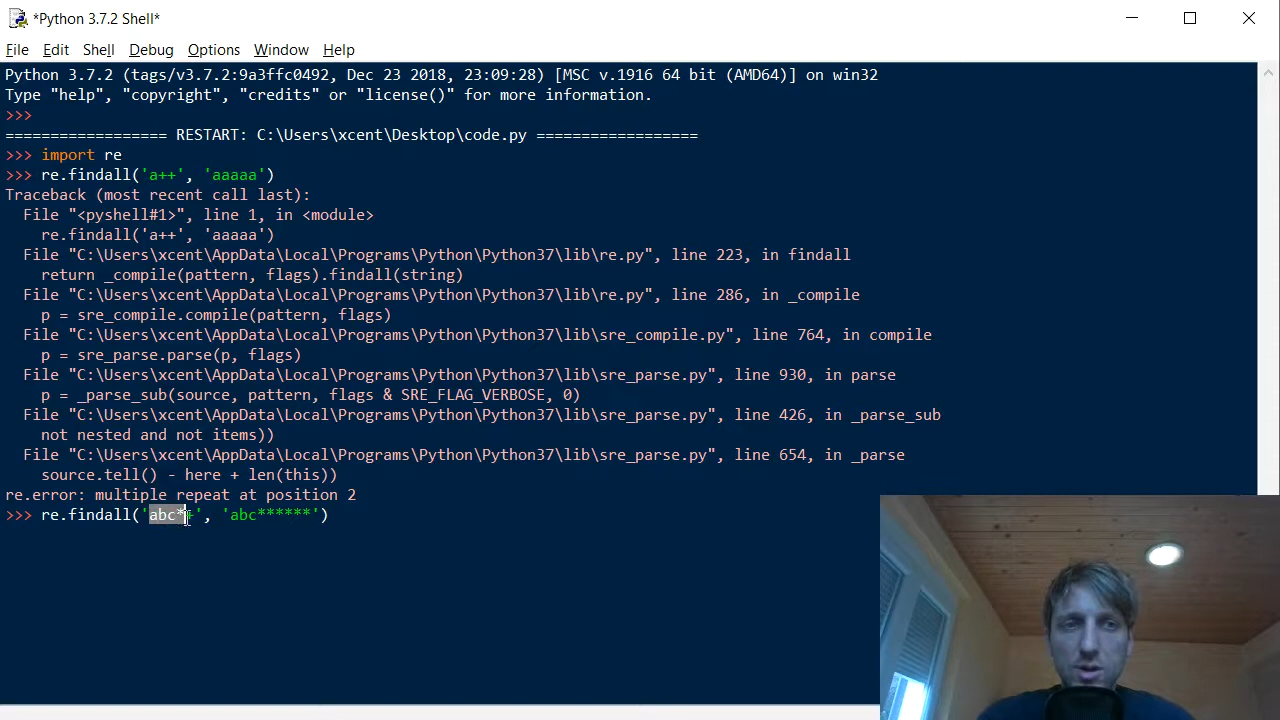 *Python 3.7.2 Shell*
File Edit Shell Debug Options Window Help
Python 3.7.2 (tags/v3.7.2:9a3ffc0492, Dec 23 2018, 23:09:28) [MSC v.1916 64 bit (AMD64)] on win32
Type "help", "copyright", "credits" or "license()" for more information.
>>>
================== RESTART: C:\Users\xcent\Desktop\code.py ==================
>>> import re
>>> re.findall('a++', 'aaaaa')
Traceback (most recent call last):
  File "<pyshell#1>", line 1, in <module>
    re.findall('a++', 'aaaaa')
  File "C:\Users\xcent\AppData\Local\Programs\Python\Python37\lib\re.py", line 223, in findall
    return _compile(pattern, flags).findall(string)
  File "C:\Users\xcent\AppData\Local\Programs\Python\Python37\lib\re.py", line 286, in _compile
    p = sre_compile.compile(pattern, flags)
  File "C:\Users\xcent\AppData\Local\Programs\Python\Python37\lib\sre_compile.py", line 764, in compile
    p = sre_parse.parse(p, flags)
  File "C:\Users\xcent\AppData\Local\Programs\Python\Python37\lib\sre_parse.py", line 930, in parse
    p = _parse_sub(source, pattern, flags & SRE_FLAG_VERBOSE, 0)
  File "C:\Users\xcent\AppData\Local\Programs\Python\Python37\lib\sre_parse.py", line 426, in _parse_sub
    not nested and not items))
  File "C:\Users\xcent\AppData\Local\Programs\Python\Python37\lib\sre_parse.py", line 654, in _parse
    source.tell() - here + len(this))
re.error: multiple repeat at position 2
>>> re.findall('abc*+', 'abc******')